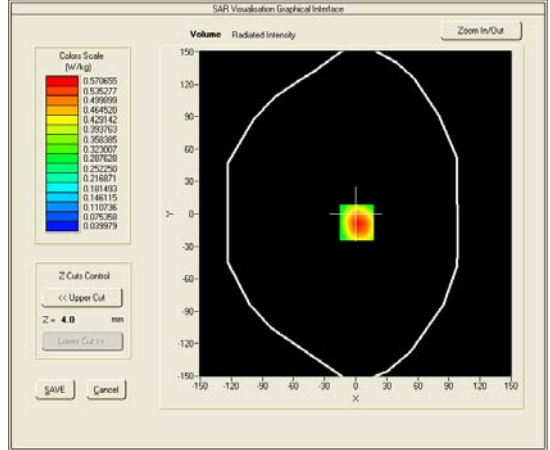 SAR Visualisation Graphical Interface
Volume Radiated Intensity
Zoom In/Out
Colors Scale
(W/kg)
0.570655
0.535277
0.499899
0.464520
0.429142
0.393763
0.358385
0.323007
0.287628
0.252250
0.216871
0.181493
0.146115
0.110736
0.075358
0.039979
Z-Cuts Control
<< Upper Cut
Z = 4.0 mm
Lower Cut >>
SAVE
Cancel
150
120
90
60
30
0
-30
-60
-90
-120
-150
Y
-150 -120 -90 -60 -30 0 30 60 90 120 150
X